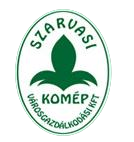 SZARVASI
KOMÉP
VÁROSGAZDÁLKODÁSI KFT